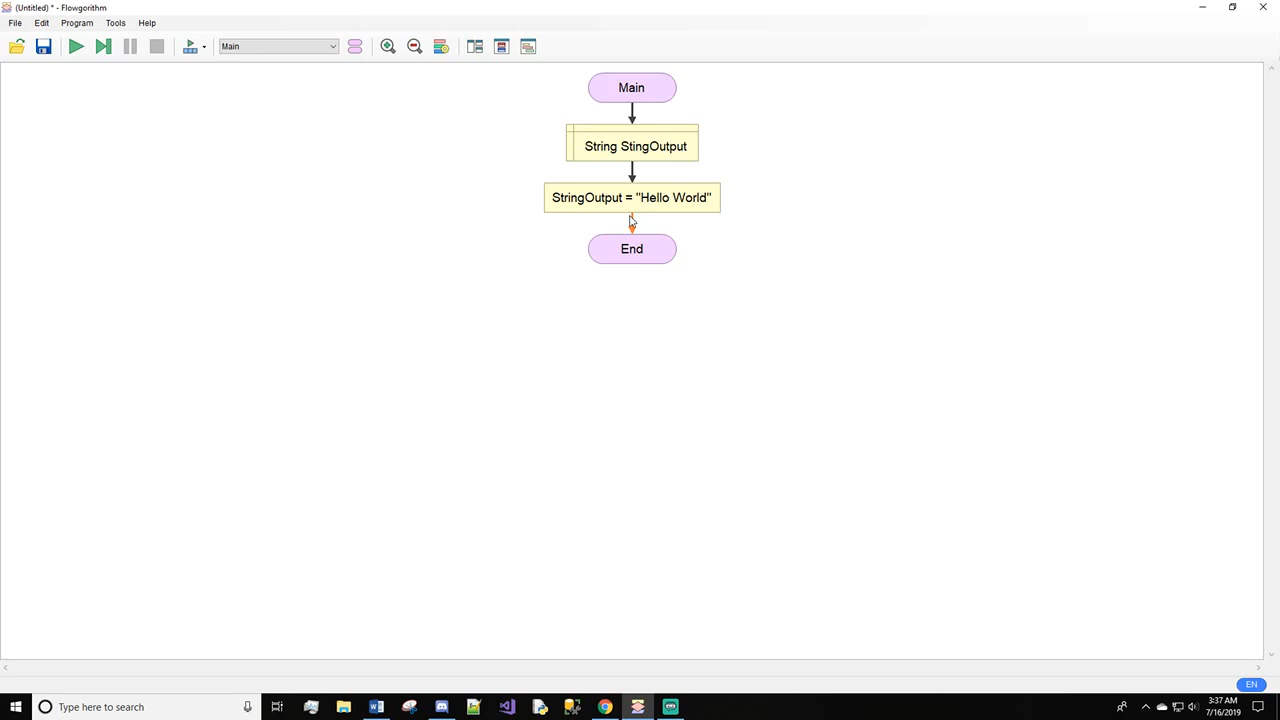 (Untitled) * - Flowgorithm
File Edit Program Tools Help
Main
Main
String StingOutput
StringOutput = "Hello World"
End
EN
Type here to search
3:37 AM
7/16/2019